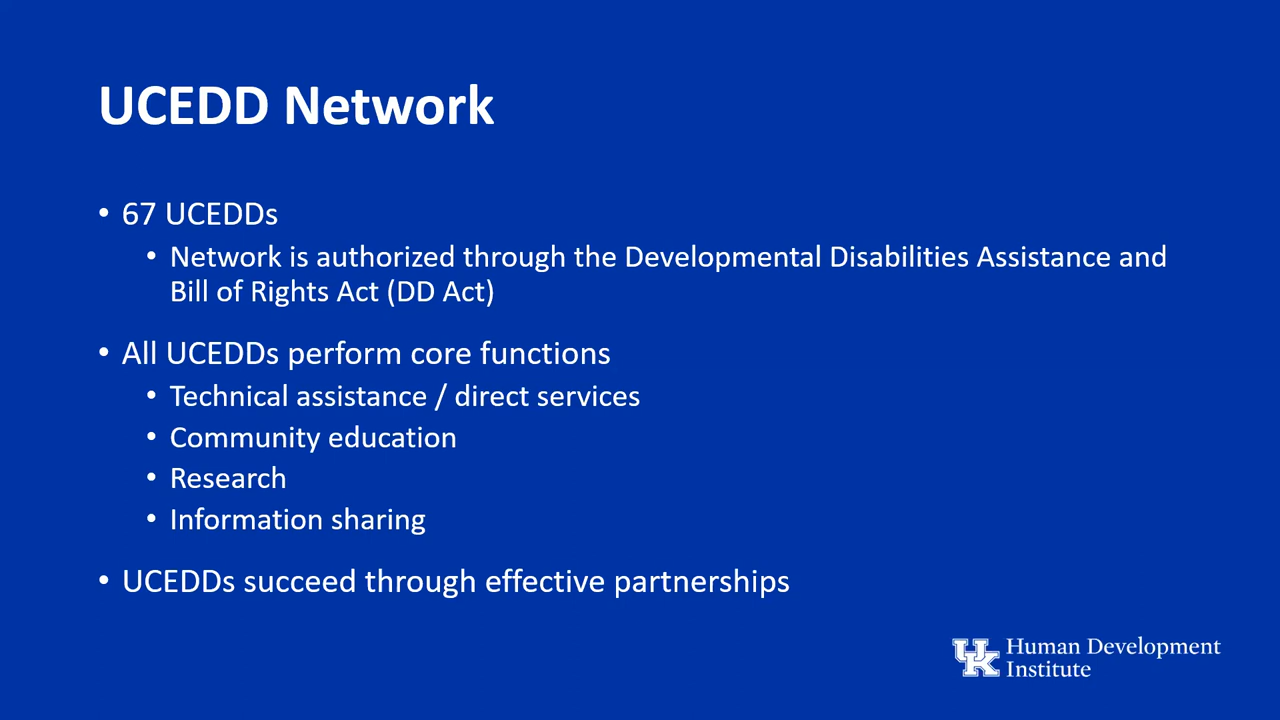 UCEDD Network
• 67 UCEDDs
• Network is authorized through the Developmental Disabilities Assistance and
Bill of Rights Act (DD Act)
• All UCEDDs perform core functions
• Technical assistance / direct services
• Community education
• Research
• Information sharing
• UCEDDs succeed through effective partnerships
UK Human Development
Institute